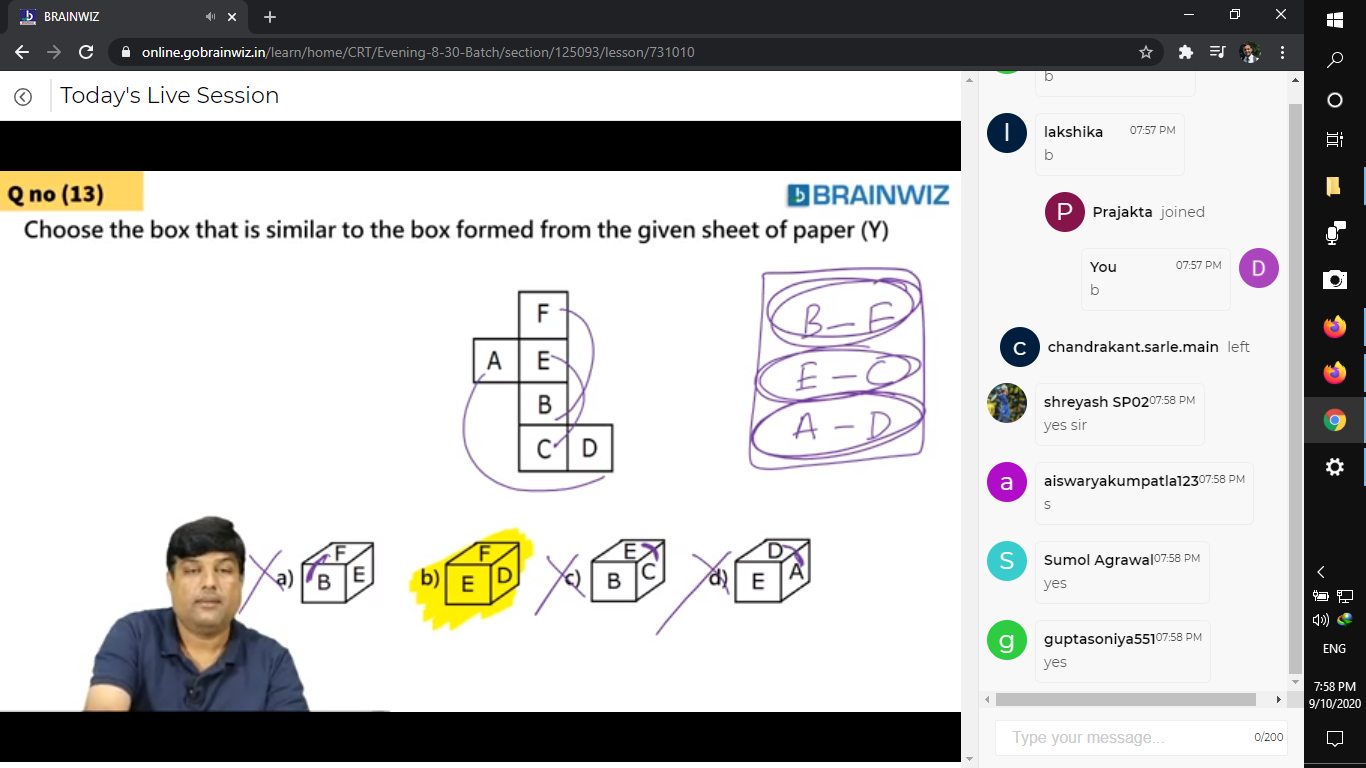 BRAINWIZ
online.gobrainwiz.in/learn/home/CRT/Evening-8-30-Batch/section/125093/lesson/731010
Today's Live Session
Q no (13)
BRAINWIZ
Choose the box that is similar to the box formed from the given sheet of paper (Y)
F
A E
B
C D
B – F
E – C
A – D
a) F B E
b) F E D
c) E B C
d) D E A
b
l
lakshika 07:57 PM
b
P
Prajakta joined
You 07:57 PM
D
b
c
chandrakant.sarle.main left
shreyash SP02 07:58 PM
yes sir
a
aiswaryakumpatla123 07:58 PM
s
S
Sumol Agrawal 07:58 PM
yes
g
guptasoniya551 07:58 PM
yes
Type your message... 0/200
ENG
7:58 PM
9/10/2020